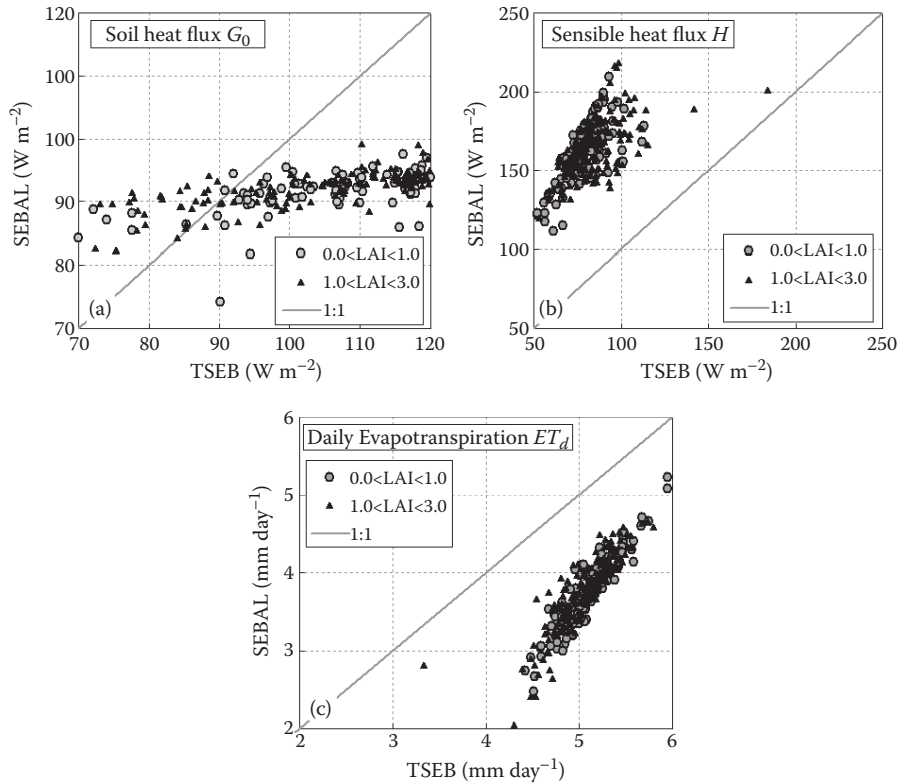 Soil heat flux G₀
SEBAL (W m⁻²)
120
100
100
90
80
70
0.0<LAI<1.0
1.0<LAI<3.0
1:1
(a)
70 80 90 100 110 120
TSEB (W m⁻²)
Sensible heat flux H
SEBAL (W m⁻²)
250
200
150
100
50
0.0<LAI<1.0
1.0<LAI<3.0
1:1
(b)
50 100 150 200 250
TSEB (W m⁻²)
Daily Evapotranspiration ET_d
SEBAL (mm day⁻¹)
6
5
4
3
2
0.0<LAI<1.0
1.0<LAI<3.0
1:1
(c)
2 3 4 5 6
TSEB (mm day⁻¹)